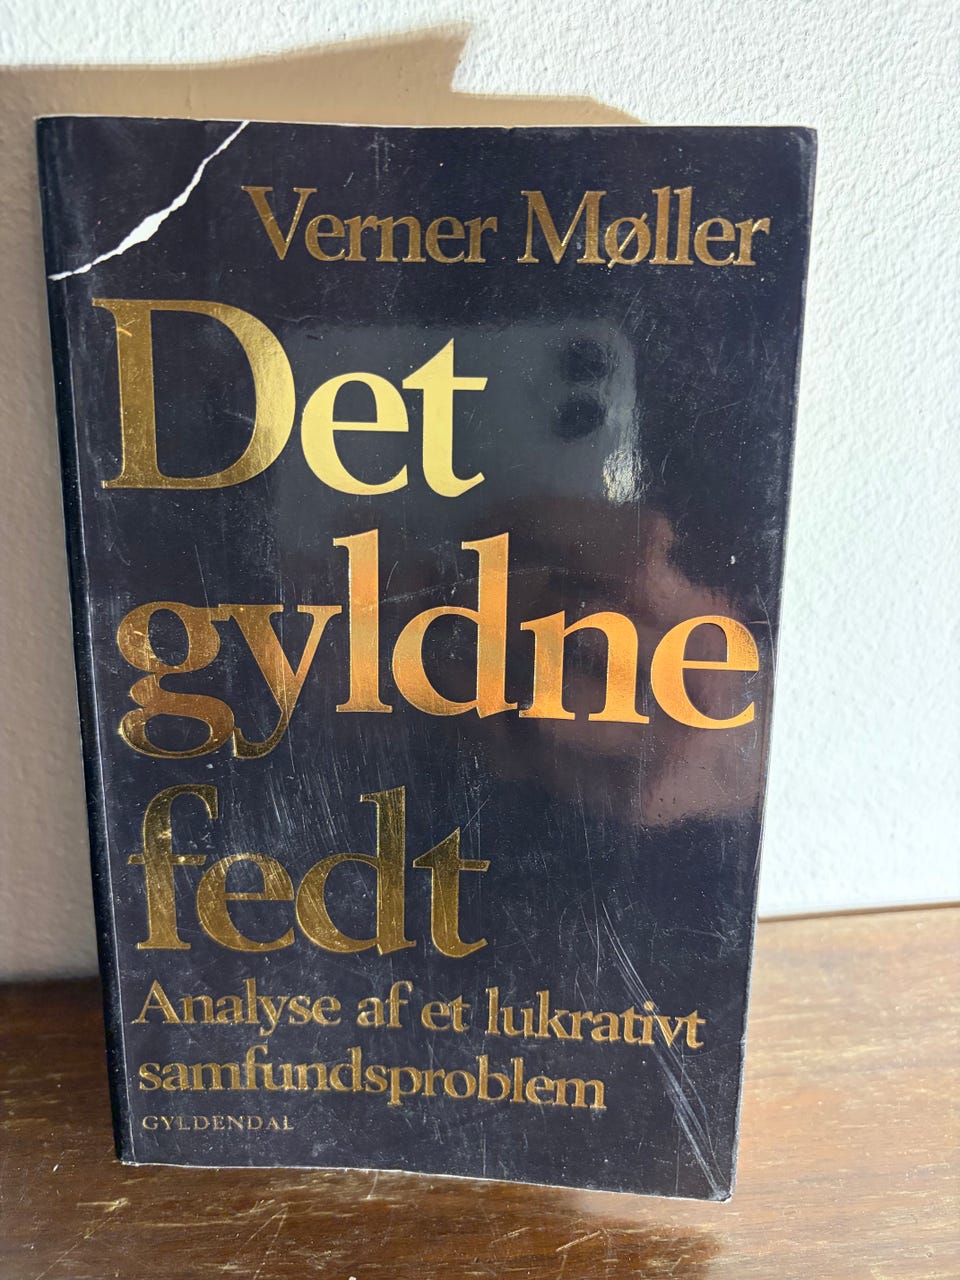 Verner Møller
Det
gyldne
fedt
Analyse af et lukrativt
samfundsproblem
GYLDENDAL